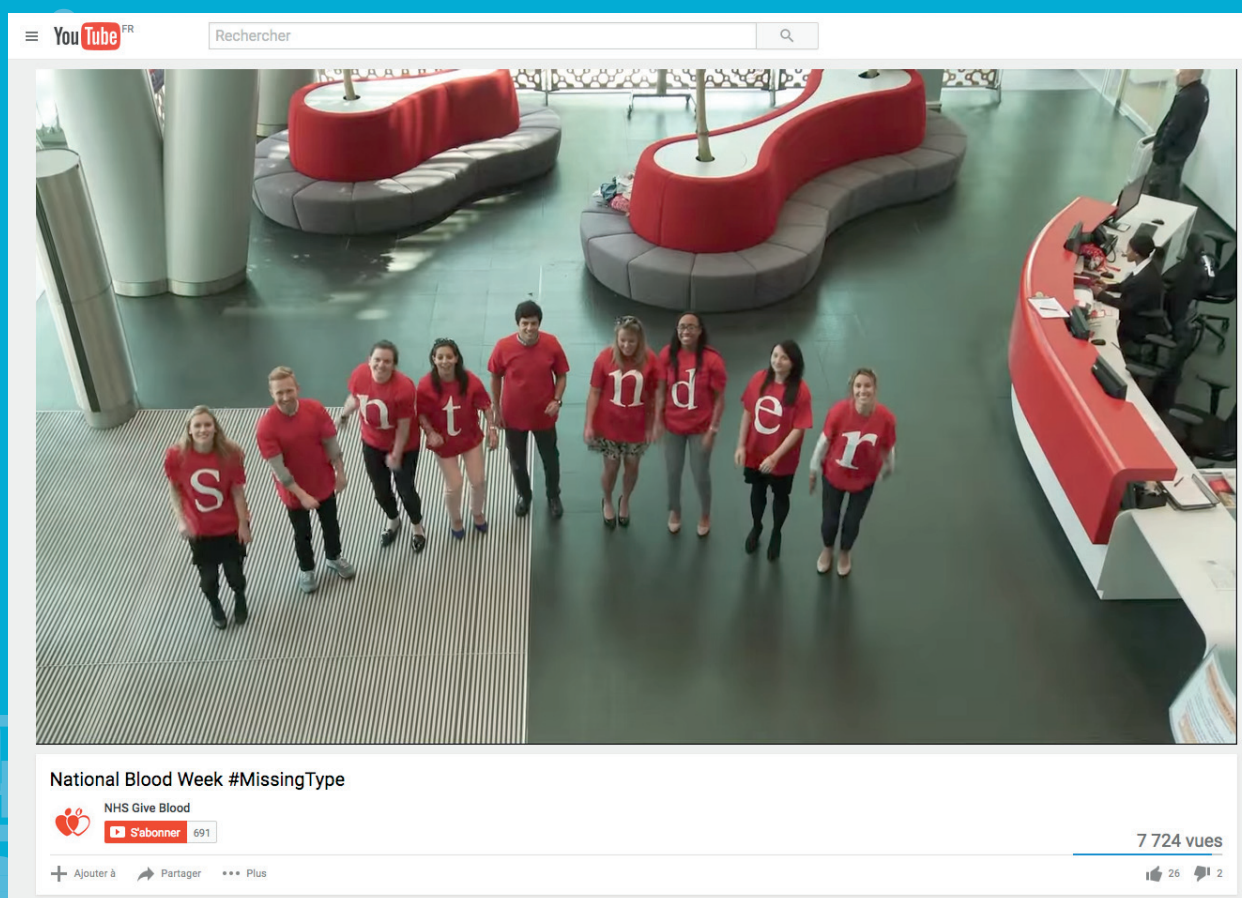 YouTube FR
Rechercher
S n t n d e r
National Blood Week #MissingType
NHS Give Blood
S'abonner 691
7 724 vues
Ajouter à Partager Plus
26 2